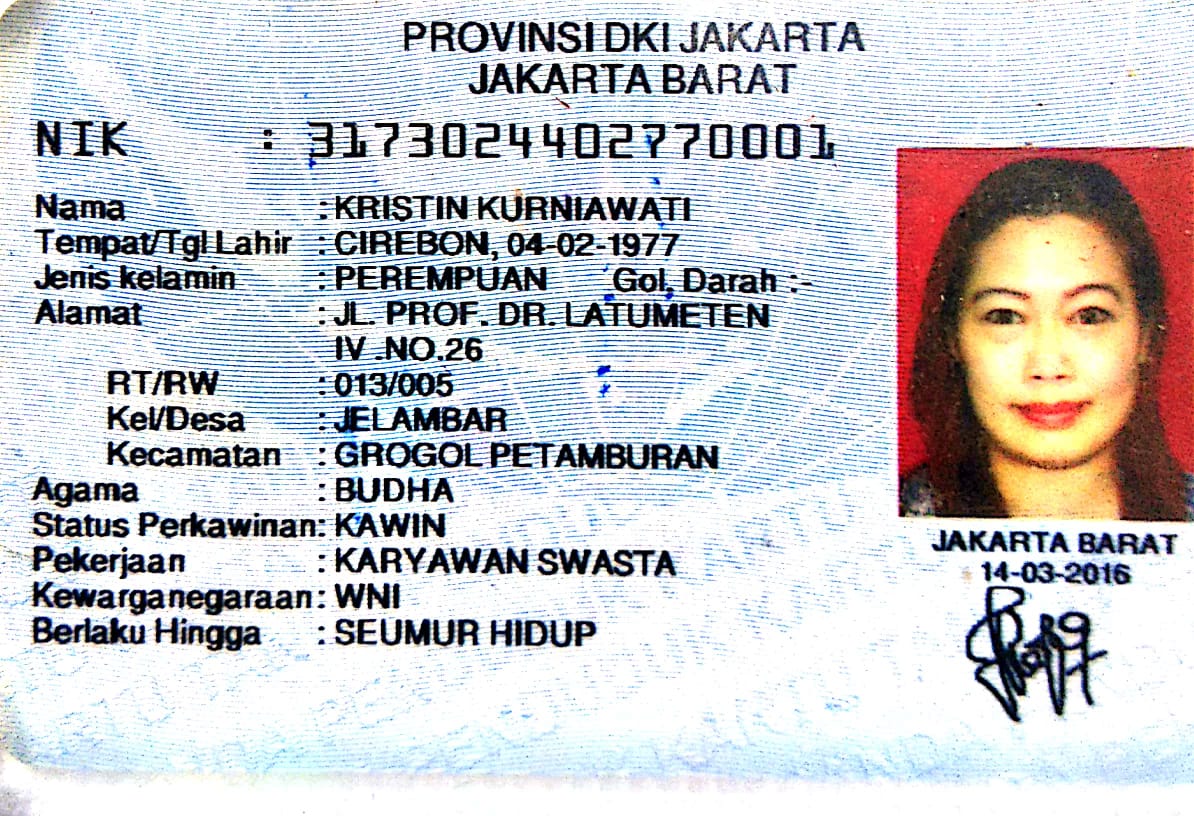 PROVINSI DKI JAKARTA
JAKARTA BARAT
NIK : 3173024402770001
Nama : KRISTIN KURNIAWATI
Tempat/Tgl Lahir : CIREBON, 04-02-1977
Jenis kelamin : PEREMPUAN Gol. Darah :-
Alamat : JL. PROF. DR. LATUMETEN
IV .NO.26
RT/RW : 013/005
Kel/Desa : JELAMBAR
Kecamatan : GROGOL PETAMBURAN
Agama : BUDHA
Status Perkawinan: KAWIN
Pekerjaan : KARYAWAN SWASTA
Kewarganegaraan: WNI
Berlaku Hingga : SEUMUR HIDUP
JAKARTA BARAT
14-03-2016